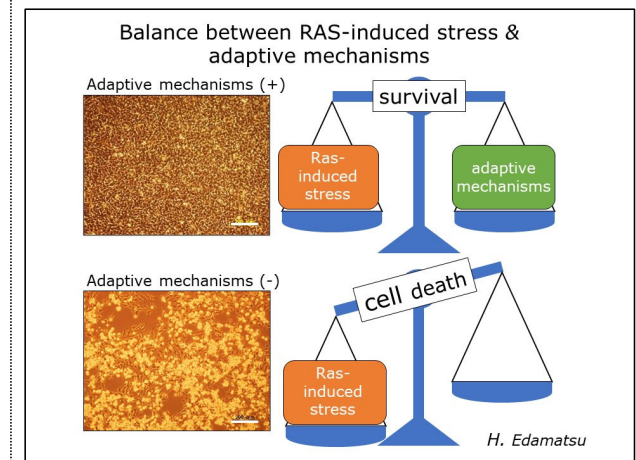 Balance between RAS-induced stress &
adaptive mechanisms
Adaptive mechanisms (+)
survival
Ras-
induced
stress
adaptive
mechanisms
Adaptive mechanisms (-)
cell death
Ras-
induced
stress
H. Edamatsu